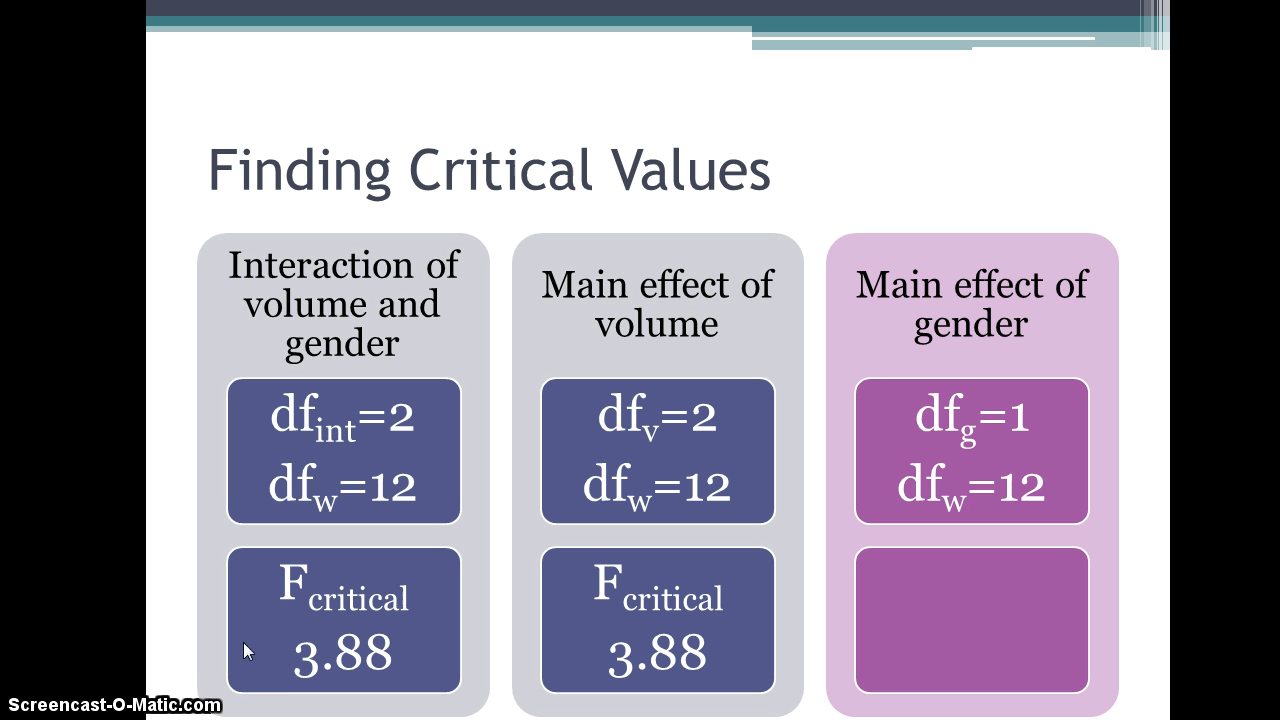 Finding Critical Values
Interaction of
volume and
gender
df_int=2
df_w=12
F_critical
3.88
Main effect of
volume
df_v=2
df_w=12
F_critical
3.88
Main effect of
gender
df_g=1
df_w=12
Screencast-O-Matic.com